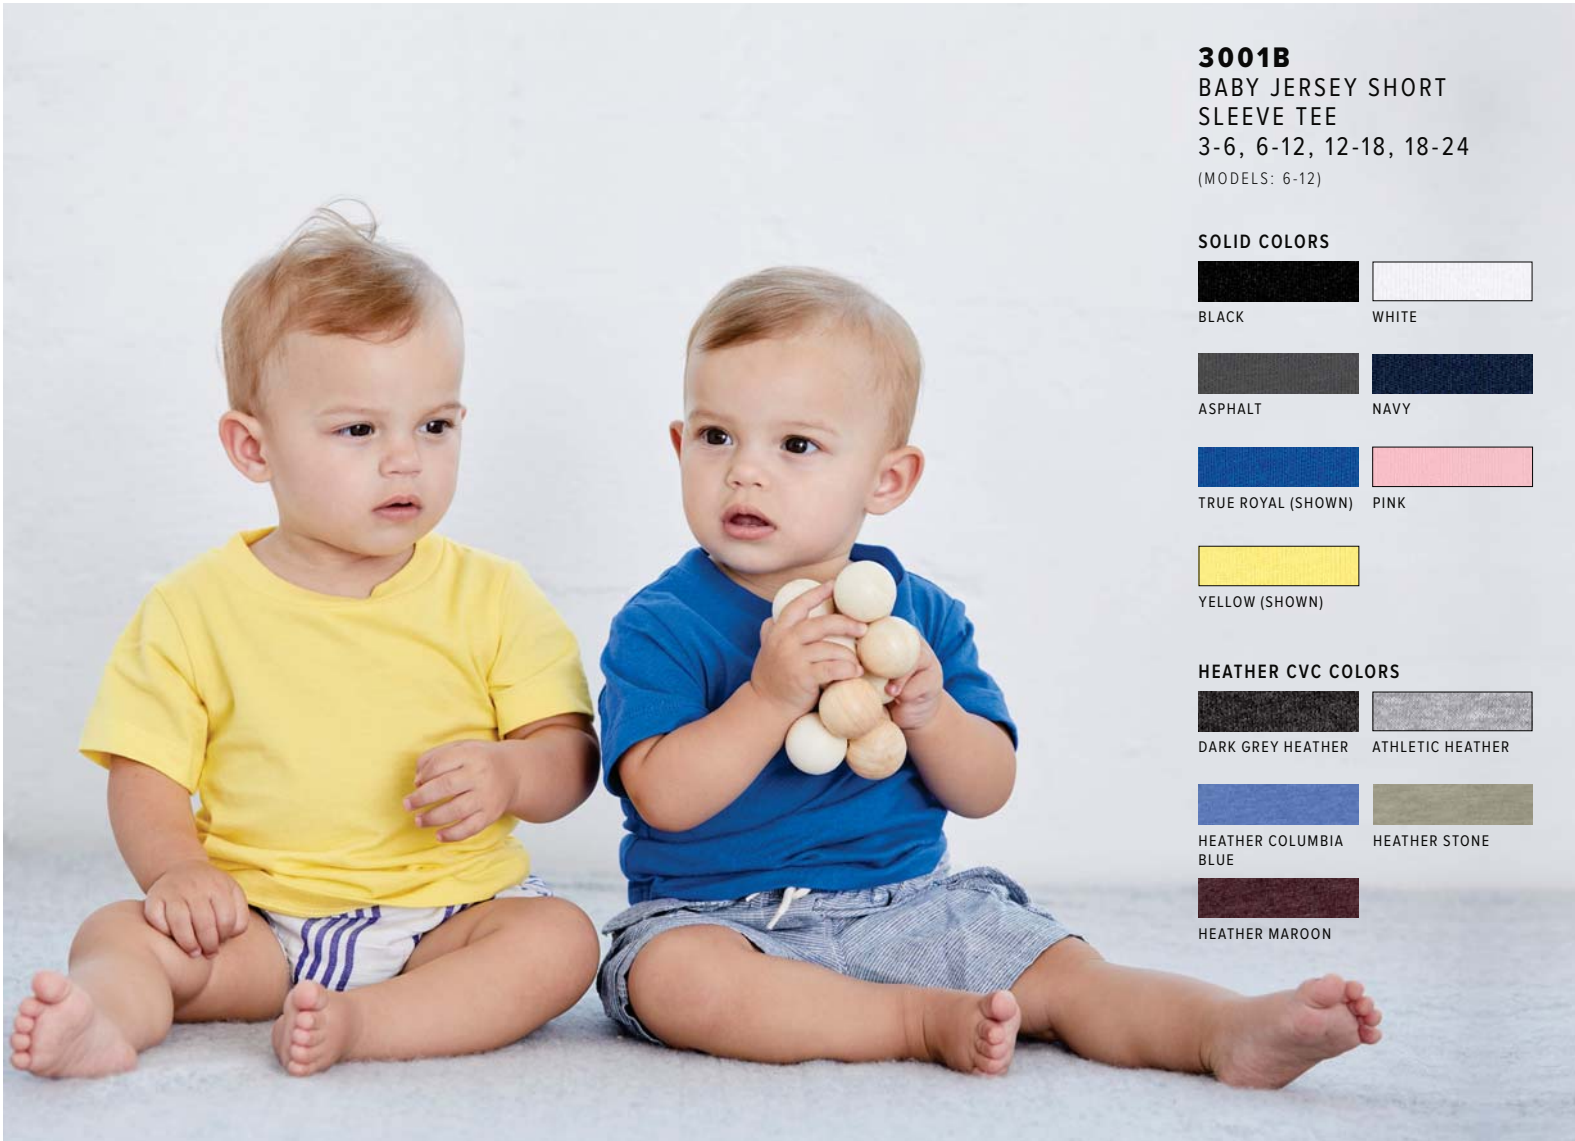 3001B
BABY JERSEY SHORT
SLEEVE TEE
3-6, 6-12, 12-18, 18-24
(MODELS: 6-12)
SOLID COLORS
BLACK
WHITE
ASPHALT
NAVY
TRUE ROYAL (SHOWN)
PINK
YELLOW (SHOWN)
HEATHER CVC COLORS
DARK GREY HEATHER
ATHLETIC HEATHER
HEATHER COLUMBIA
BLUE
HEATHER STONE
HEATHER MAROON